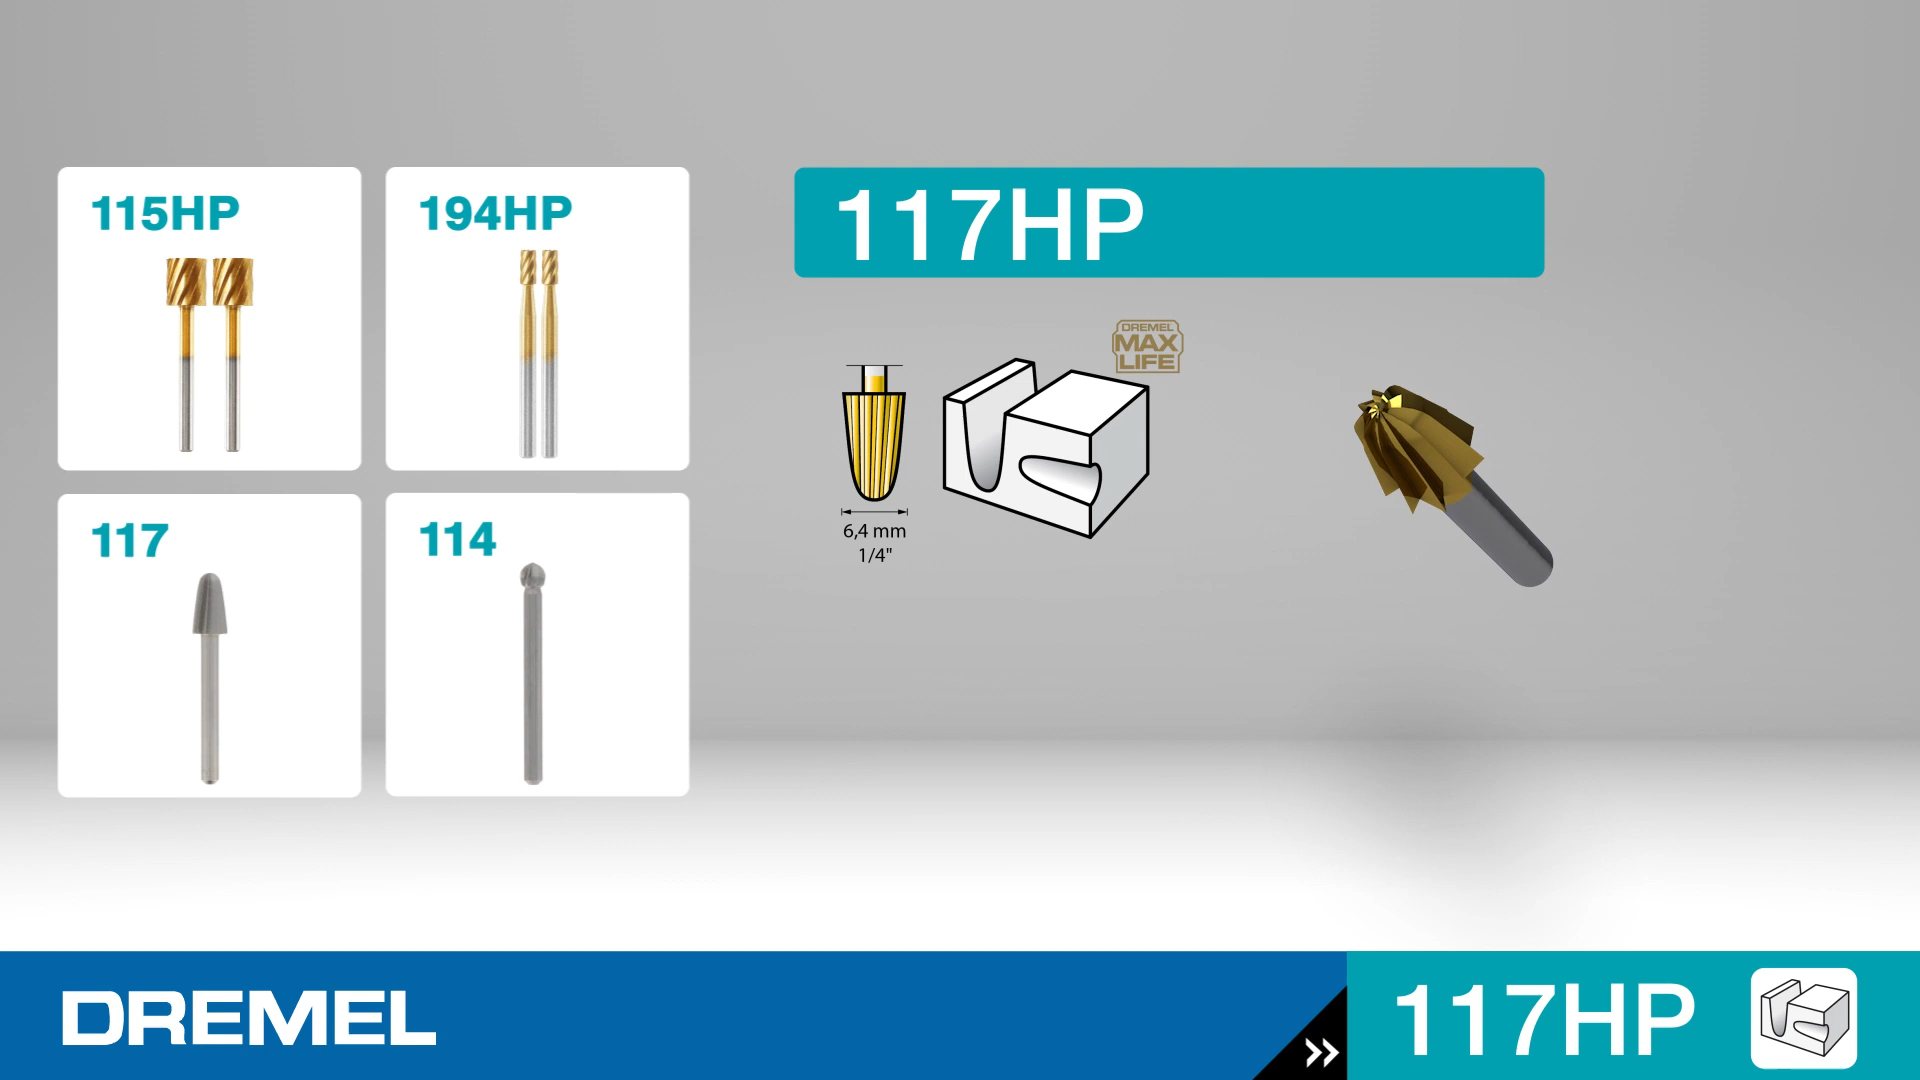 115HP
194HP
117
114
117HP
DREMEL
MAX
LIFE
6,4 mm
1/4"
DREMEL
117HP